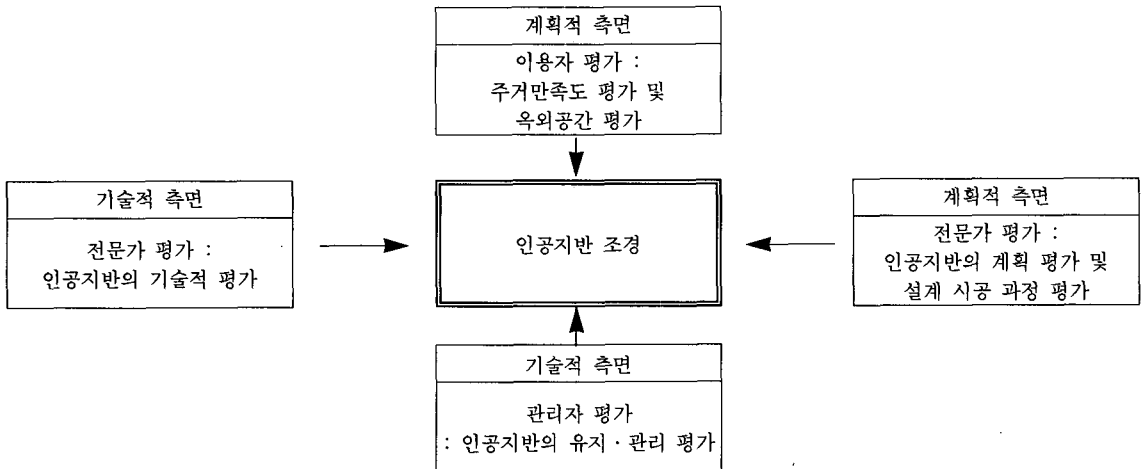 계획적 측면
이용자 평가 :
주거만족도 평가 및
옥외공간 평가
기술적 측면
전문가 평가 :
인공지반의 기술적 평가
인공지반 조경
계획적 측면
전문가 평가 :
인공지반의 계획 평가 및
설계 시공 과정 평가
기술적 측면
관리자 평가
: 인공지반의 유지 · 관리 평가